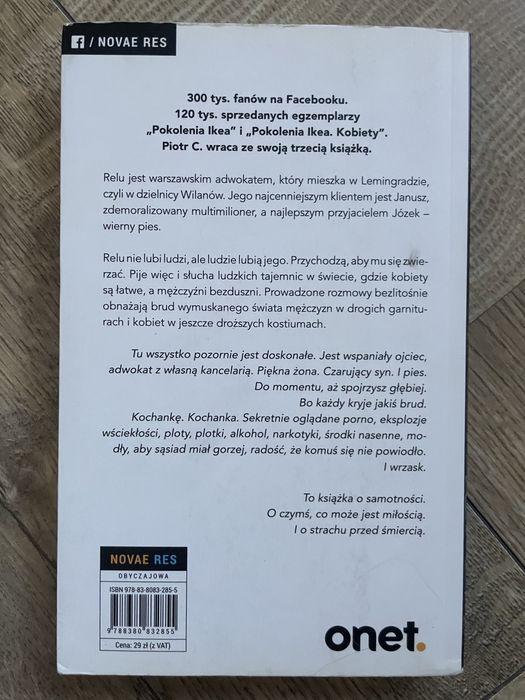 f / NOVAE RES
300 tys. fanów na Facebooku.
120 tys. sprzedanych egzemplarzy
„Pokolenia Ikea” i „Pokolenia Ikea. Kobiety”.
Piotr C. wraca ze swoją trzecią książką.
Relu jest warszawskim adwokatem, który mieszka w Lemingradzie,
czyli w dzielnicy Wilanów. Jego najcenniejszym klientem jest Janusz,
zdemoralizowany multimilioner, a najlepszym przyjacielem Józek –
wierny pies.
Relu nie lubi ludzi, ale ludzie lubią jego. Przychodzą, aby mu się zwie-
rzać. Pije więc i słucha ludzkich tajemnic w świecie, gdzie kobiety
są łatwe, a mężczyźni bezduszni. Prowadzone rozmowy bezlitośnie
obnażają brud wymuskanego świata mężczyzn w drogich garnitu-
rach i kobiet w jeszcze droższych kostiumach.
Tu wszystko pozornie jest doskonałe. Jest wspaniały ojciec,
adwokat z własną kancelarią. Piękna żona. Czarujący syn. I pies.
Do momentu, aż spojrzysz głębiej.
Bo każdy kryje jakiś brud.
Kochankę. Kochanka. Sekretnie oglądane porno, eksplozje
wściekłości, ploty, plotki, alkohol, narkotyki, środki nasenne, mo-
dły, aby sąsiad miał gorzej, radość, że komuś się nie powiodło.
I wrzask.
To książka o samotności.
O czymś, co może jest miłością.
I o strachu przed śmiercią.
NOVAE RES
OBYCZAJOWA
ISBN 978-83-8083-285-5
9 788380 832855
Cena: 29 zł (z VAT)
onet.